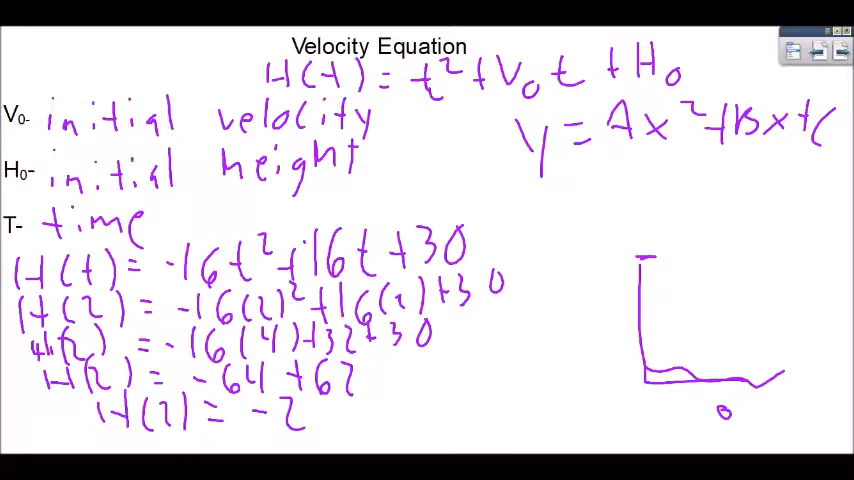 Velocity Equation
H(t) = t² + V₀ t + H₀
y = Ax² + Bx + C
V₀- initial velocity
H₀- initial height
T- time
H(t) = -16t² + 16t + 30
H(2) = -16(2)² + 16(2) + 30
H(2) = -16(4) + 32 + 30
H(2) = -64 + 62
H(2) = -2
0